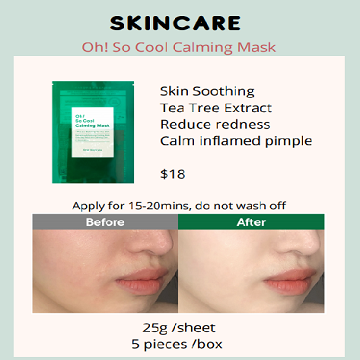 SKINCARE
Oh! So Cool Calming Mask
Oh!
So Cool
Calming Mask
Skin Soothing
Tea Tree Extract
Reduce redness
Calm inflamed pimple
$18
Apply for 15-20mins, do not wash off
Before
After
25g /sheet
5 pieces /box